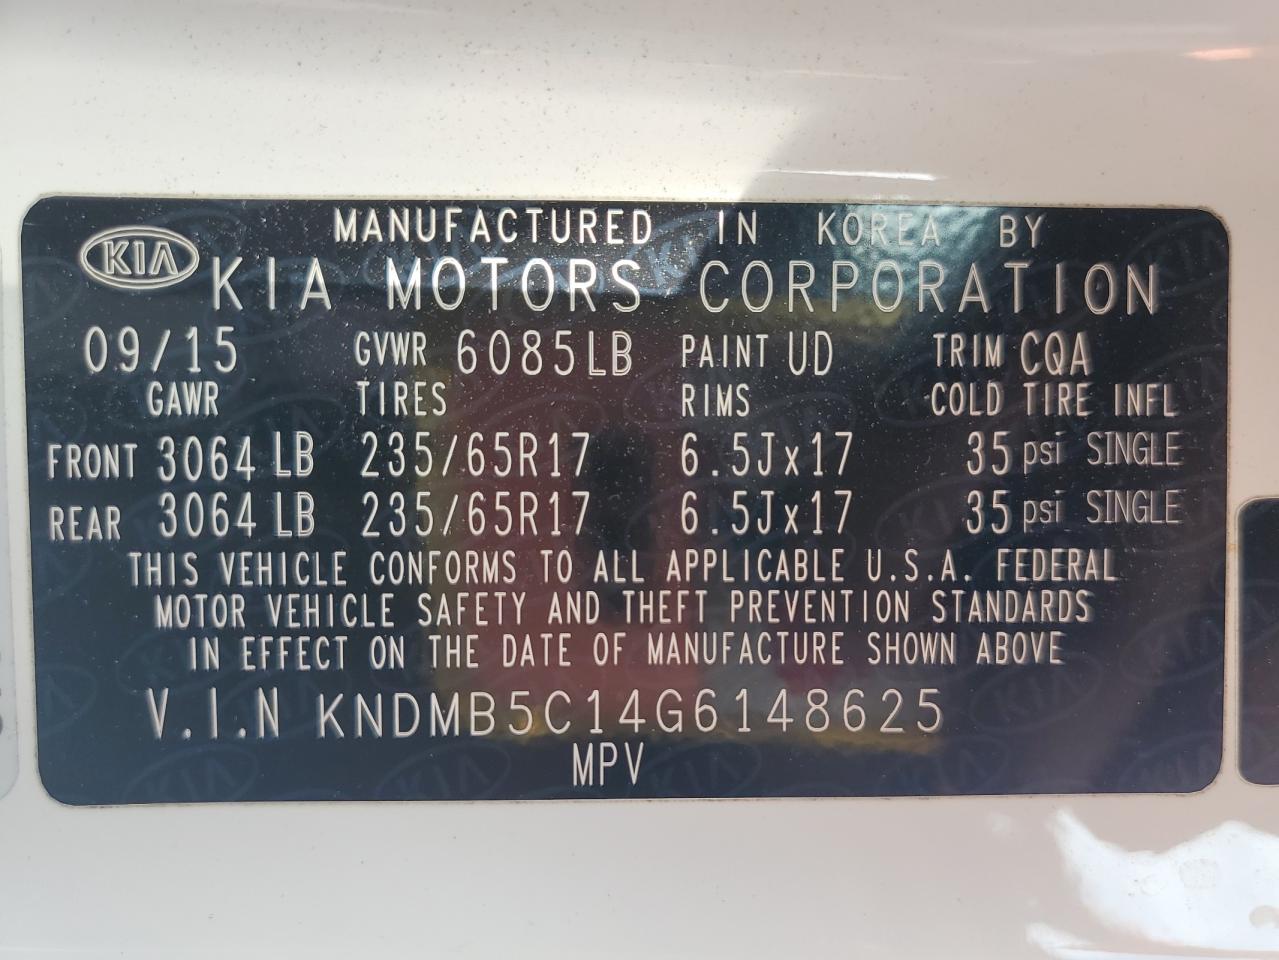 MANUFACTURED IN KOREA BY
KIA
KIA MOTORS CORPORATION
09/15 GVWR 6085LB PAINT UD TRIM CQA
GAWR TIRES RIMS COLD TIRE INFL
FRONT 3064 LB 235/65R17 6.5Jx17 35 psi SINGLE
REAR 3064 LB 235/65R17 6.5Jx17 35 psi SINGLE
THIS VEHICLE CONFORMS TO ALL APPLICABLE U.S.A. FEDERAL
MOTOR VEHICLE SAFETY AND THEFT PREVENTION STANDARDS
IN EFFECT ON THE DATE OF MANUFACTURE SHOWN ABOVE
V.I.N KNDMB5C14G6148625
MPV